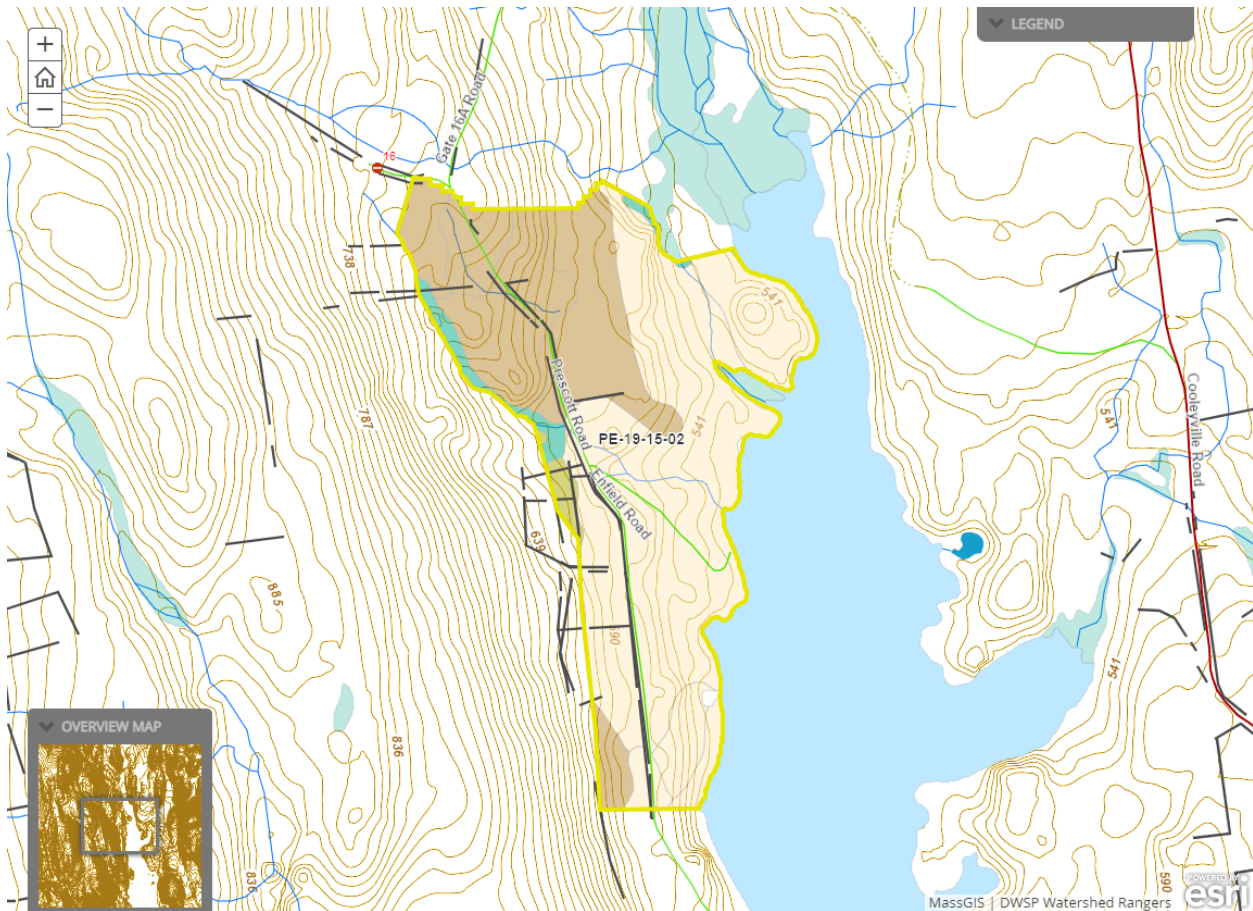 +
−
LEGEND
Gate 16A Road
16
738
541
Prescott Road
541
Cooleyville Road
787
541
PE-19-15-02
Enfield Road
639
885
590
541
OVERVIEW MAP
836
836
590
POWERED BY
esri
MassGIS | DWSP Watershed Rangers